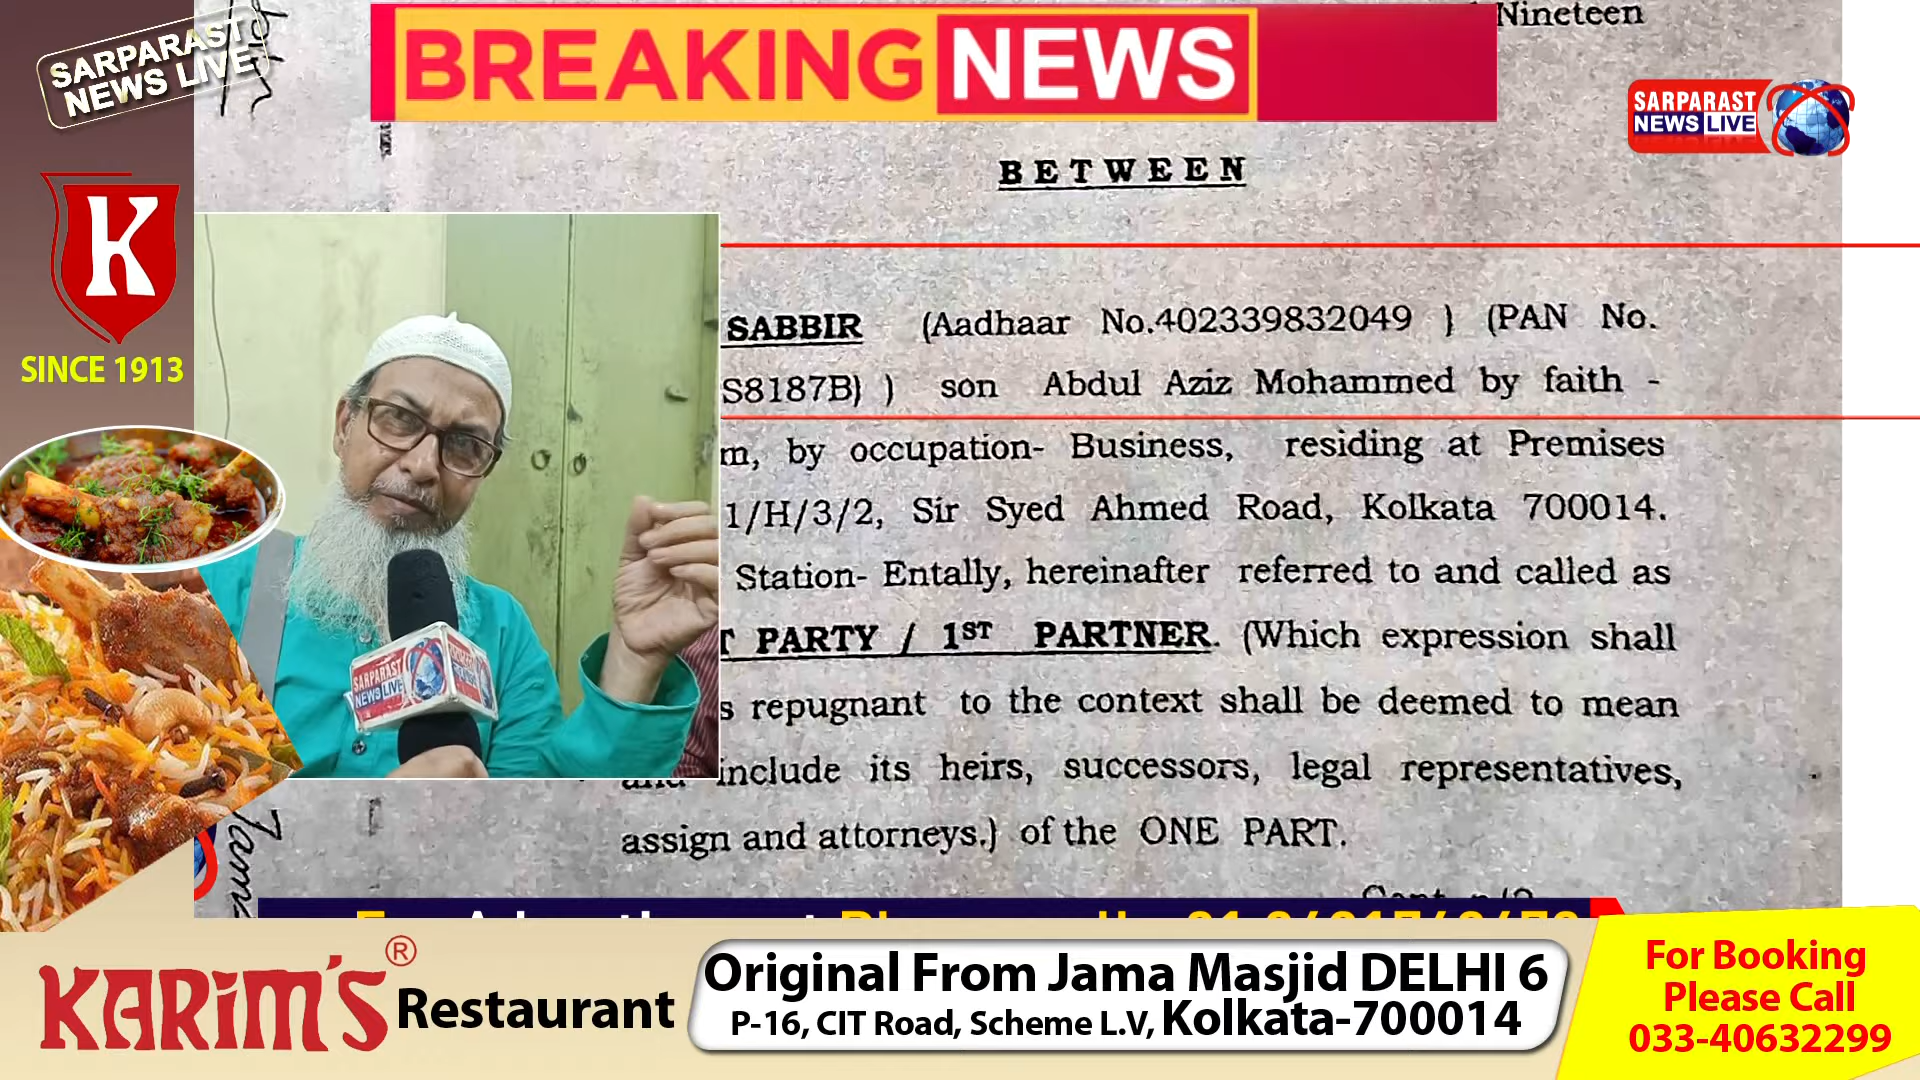 SARPARAST
NEWS LIVE
BREAKING NEWS
Nineteen
SARPARAST
NEWS LIVE
BETWEEN
K
SINCE 1913
SABBIR (Aadhaar No.402339832049 ) (PAN No.
S8187B) ) son Abdul Aziz Mohammed by faith -
m, by occupation- Business, residing at Premises
1/H/3/2, Sir Syed Ahmed Road, Kolkata 700014.
Station- Entally, hereinafter referred to and called as
T PARTY / 1ST PARTNER. (Which expression shall
s repugnant to the context shall be deemed to mean
and include its heirs, successors, legal representatives,
assign and attorneys.) of the ONE PART.
SARPARAST
NEWS LIVE
KARIM'S® Restaurant
Original From Jama Masjid DELHI 6
P-16, CIT Road, Scheme L.V, Kolkata-700014
For Booking
Please Call
033-40632299